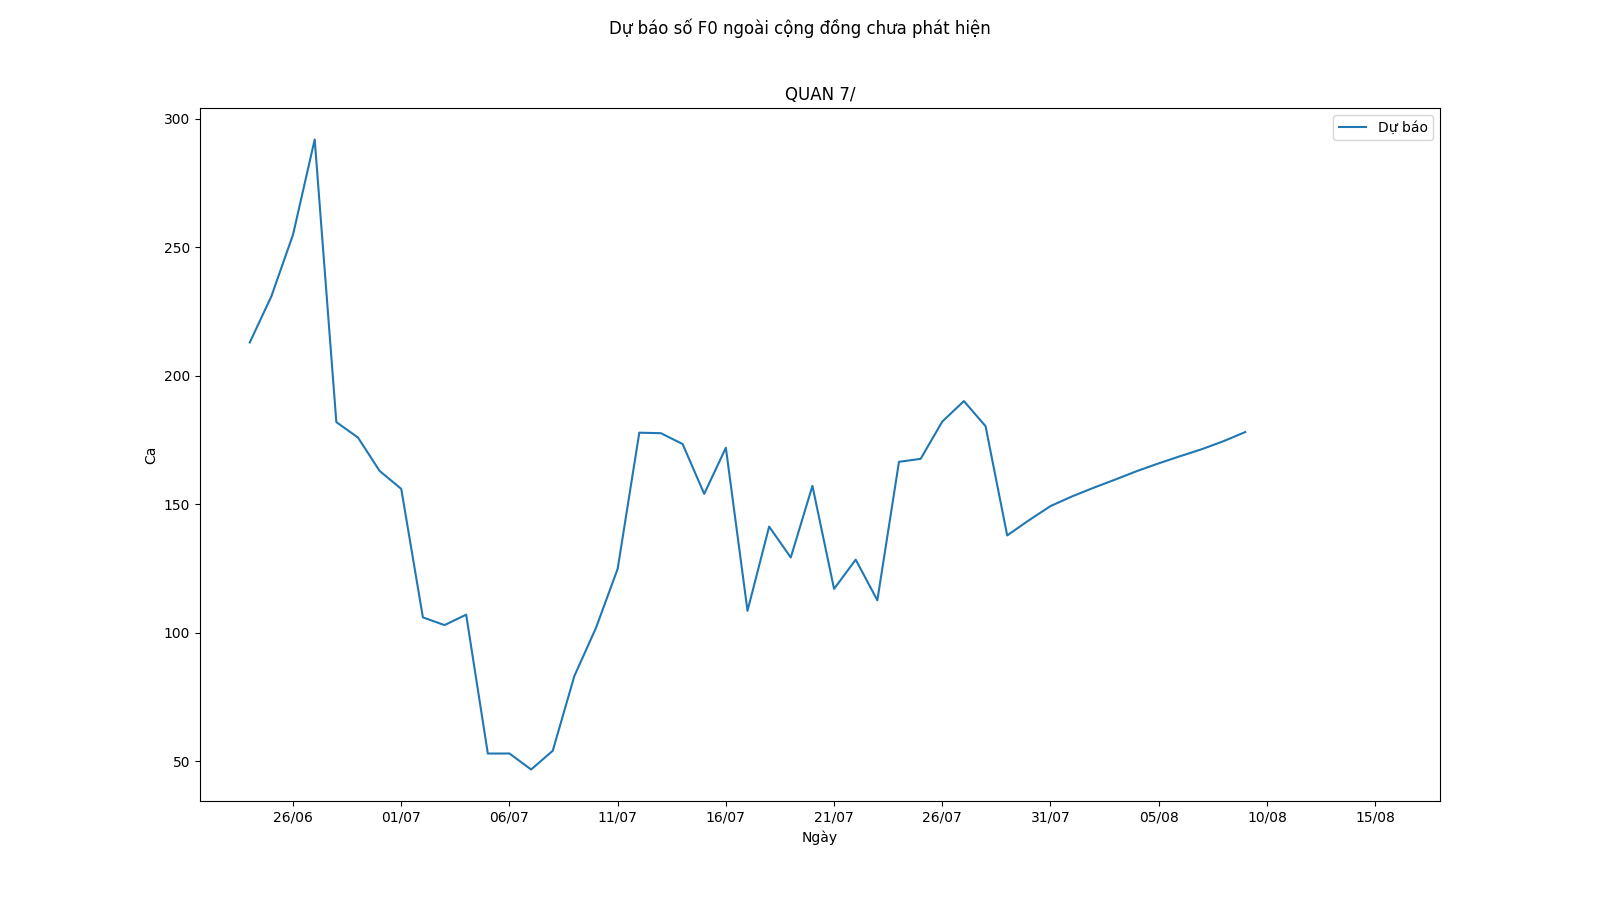 Dự báo số F0 ngoài cộng đồng chưa phát hiện
QUAN 7/
Dự báo
300
250
200
150
100
50
Ca
26/06 01/07 06/07 11/07 16/07 21/07 26/07 31/07 05/08 10/08 15/08
Ngày